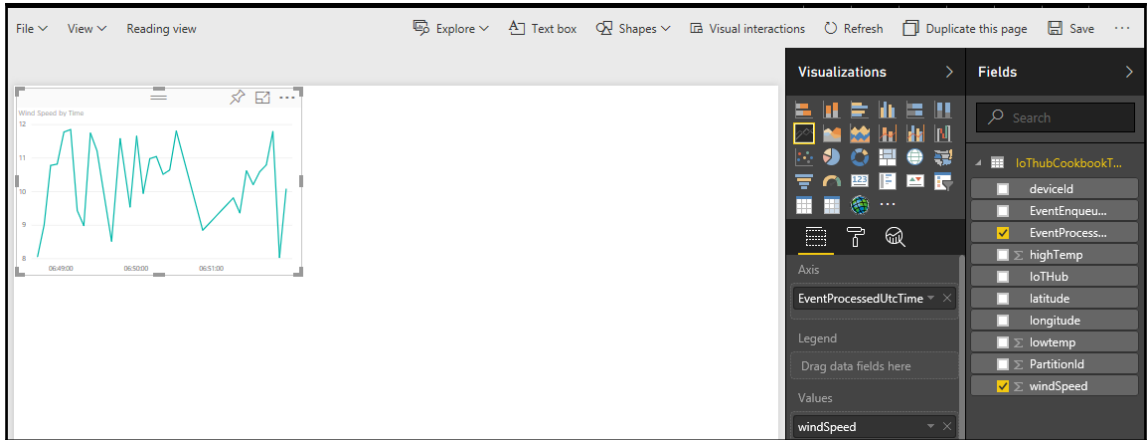 File View Reading view Explore Text box Shapes Visual interactions Refresh Duplicate this page Save ...
Wind Speed by Time
12
11
10
9
8
06:49:00 06:50:00 06:51:00
Visualizations
123
...
Axis
EventProcessedUtcTime
Legend
Drag data fields here
Values
windSpeed
Fields
Search
IoThubCookbookT...
deviceId
EventEnqueu...
EventProcess...
Σ highTemp
IoTHub
latitude
longitude
Σ lowtemp
Σ PartitionId
Σ windSpeed